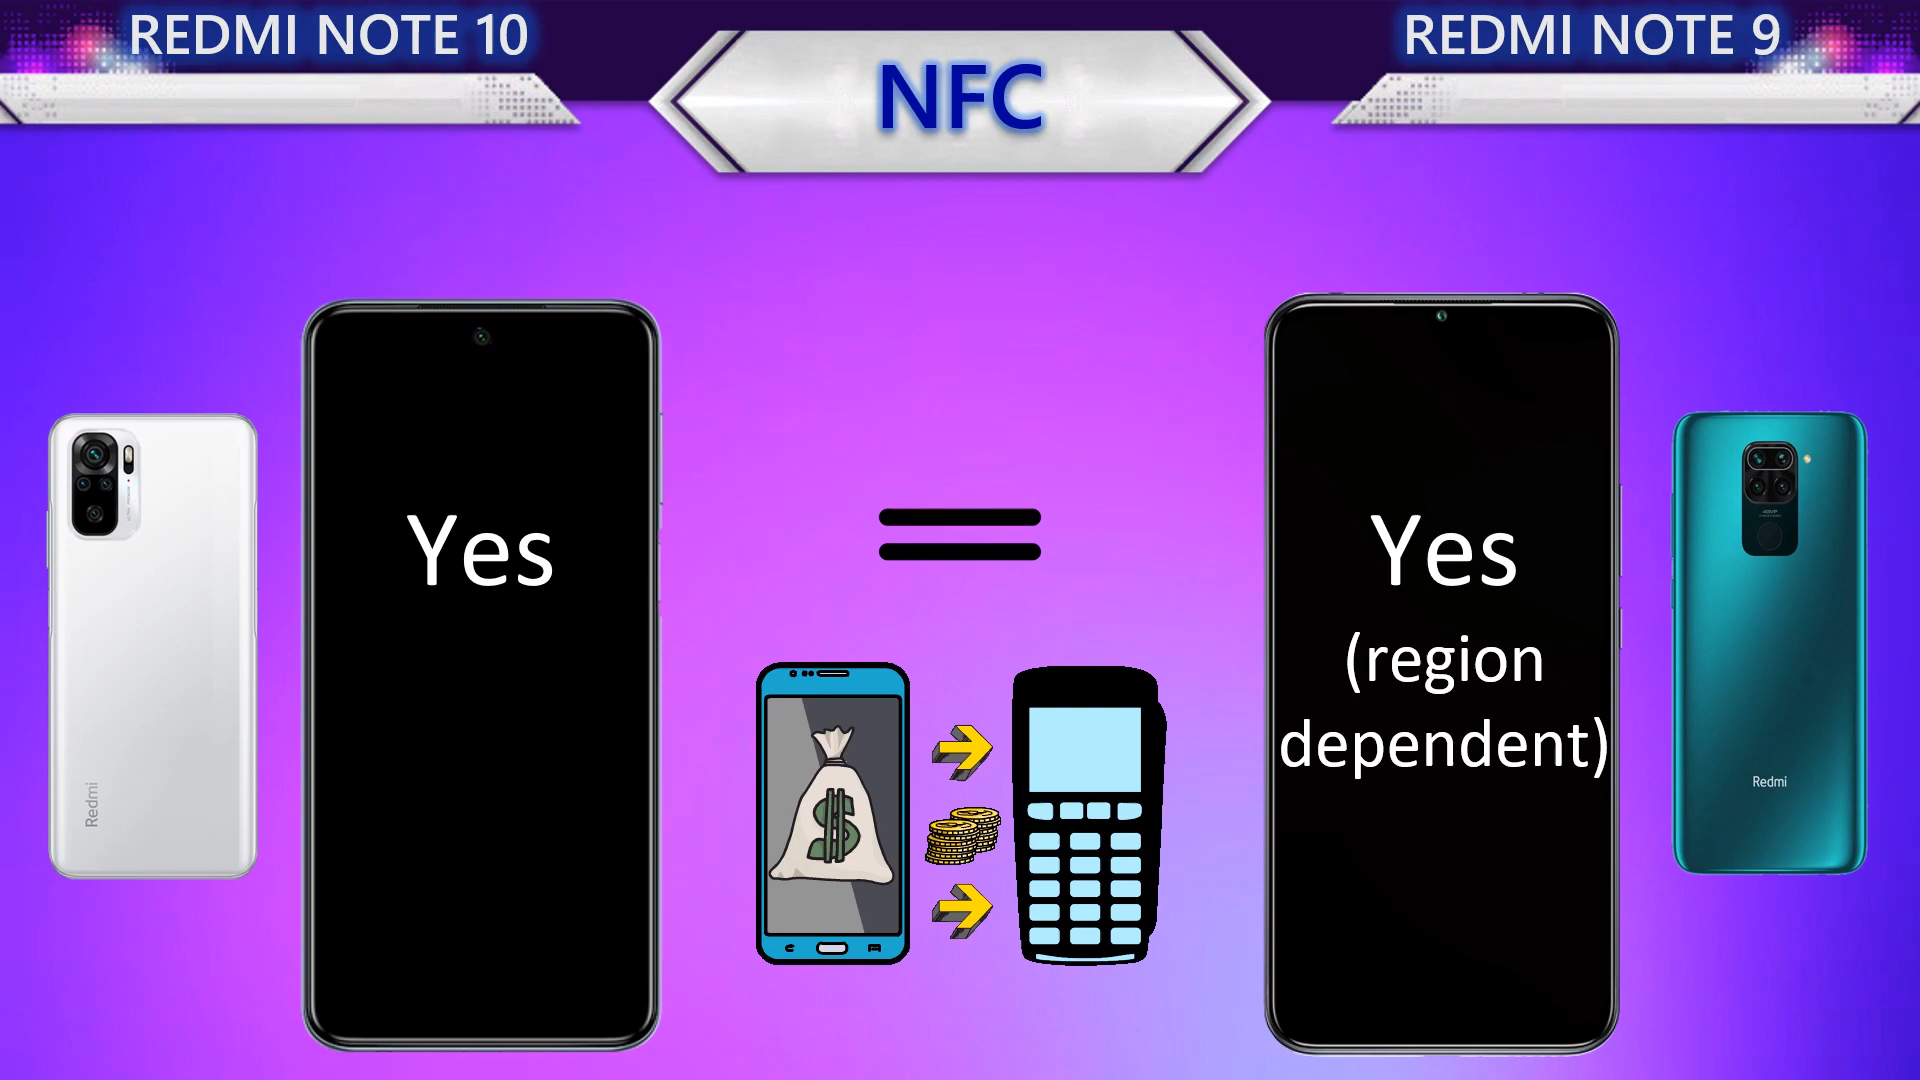 REDMI NOTE 10
NFC
REDMI NOTE 9
Yes
Yes
(region
dependent)
Redmi
Redmi